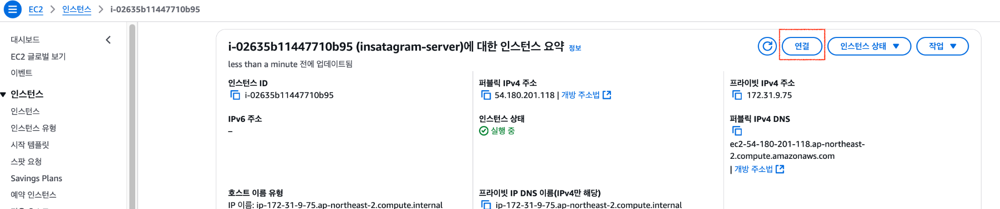 EC2 > 인스턴스 > i-02635b11447710b95
대시보드
EC2 글로벌 보기
이벤트
인스턴스
인스턴스
인스턴스 유형
시작 템플릿
스팟 요청
Savings Plans
예약 인스턴스
i-02635b11447710b95 (insatagram-server)에 대한 인스턴스 요약 정보
less than a minute 전에 업데이트됨
연결
인스턴스 상태
작업
인스턴스 ID
i-02635b11447710b95
퍼블릭 IPv4 주소
54.180.201.118 | 개방 주소법
프라이빗 IPv4 주소
172.31.9.75
IPv6 주소
–
인스턴스 상태
실행 중
퍼블릭 IPv4 DNS
ec2-54-180-201-118.ap-northeast-
2.compute.amazonaws.com
| 개방 주소법
호스트 이름 유형
IP 이름: ip-172-31-9-75.ap-northeast-2.compute.internal
프라이빗 IP DNS 이름(IPv4만 해당)
ip-172-31-9-75.ap-northeast-2.compute.internal